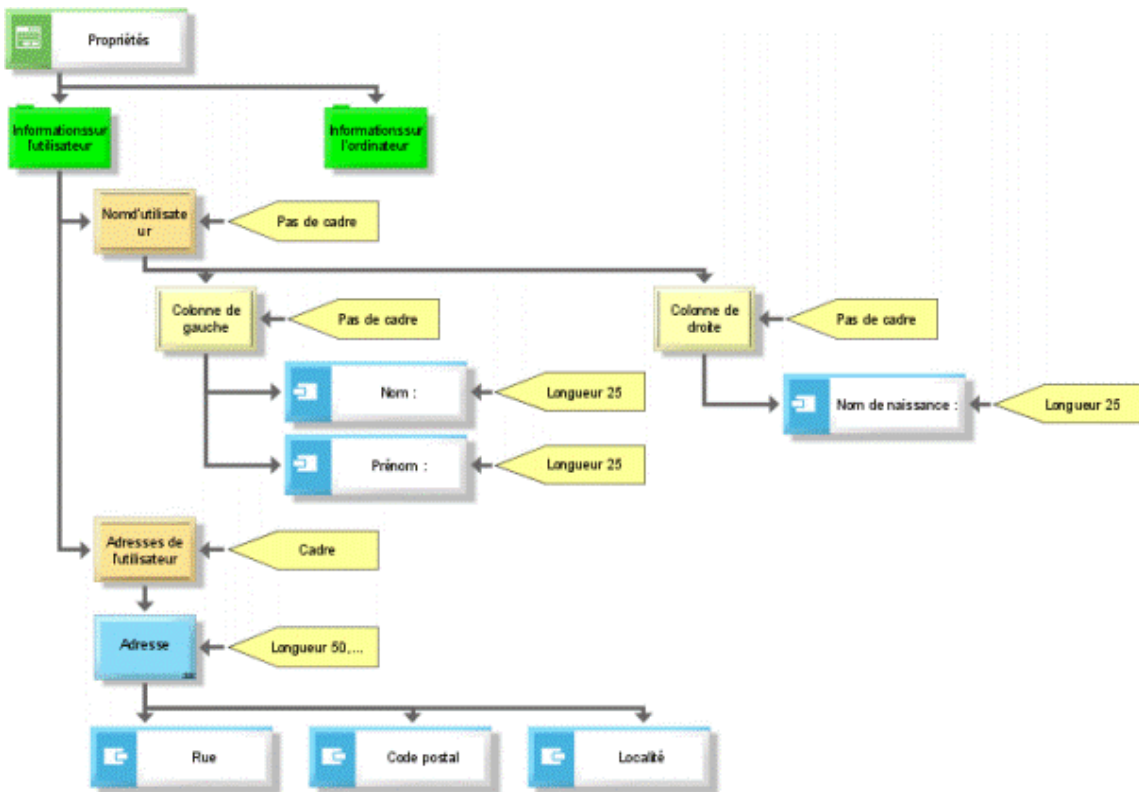 Propriétés
Informationssur
l'utilisateur
Informationssur
l'ordinateur
Nomd'utilisate
ur
Pas de cadre
Colonne de
gauche
Pas de cadre
Colonne de
droite
Pas de cadre
Nom :
Longueur 25
Nom de naissance :
Longueur 25
Prénom :
Longueur 25
Adresses de
l'utilisateur
Cadre
Adresse
Longueur 50,...
Rue
Code postal
Localité